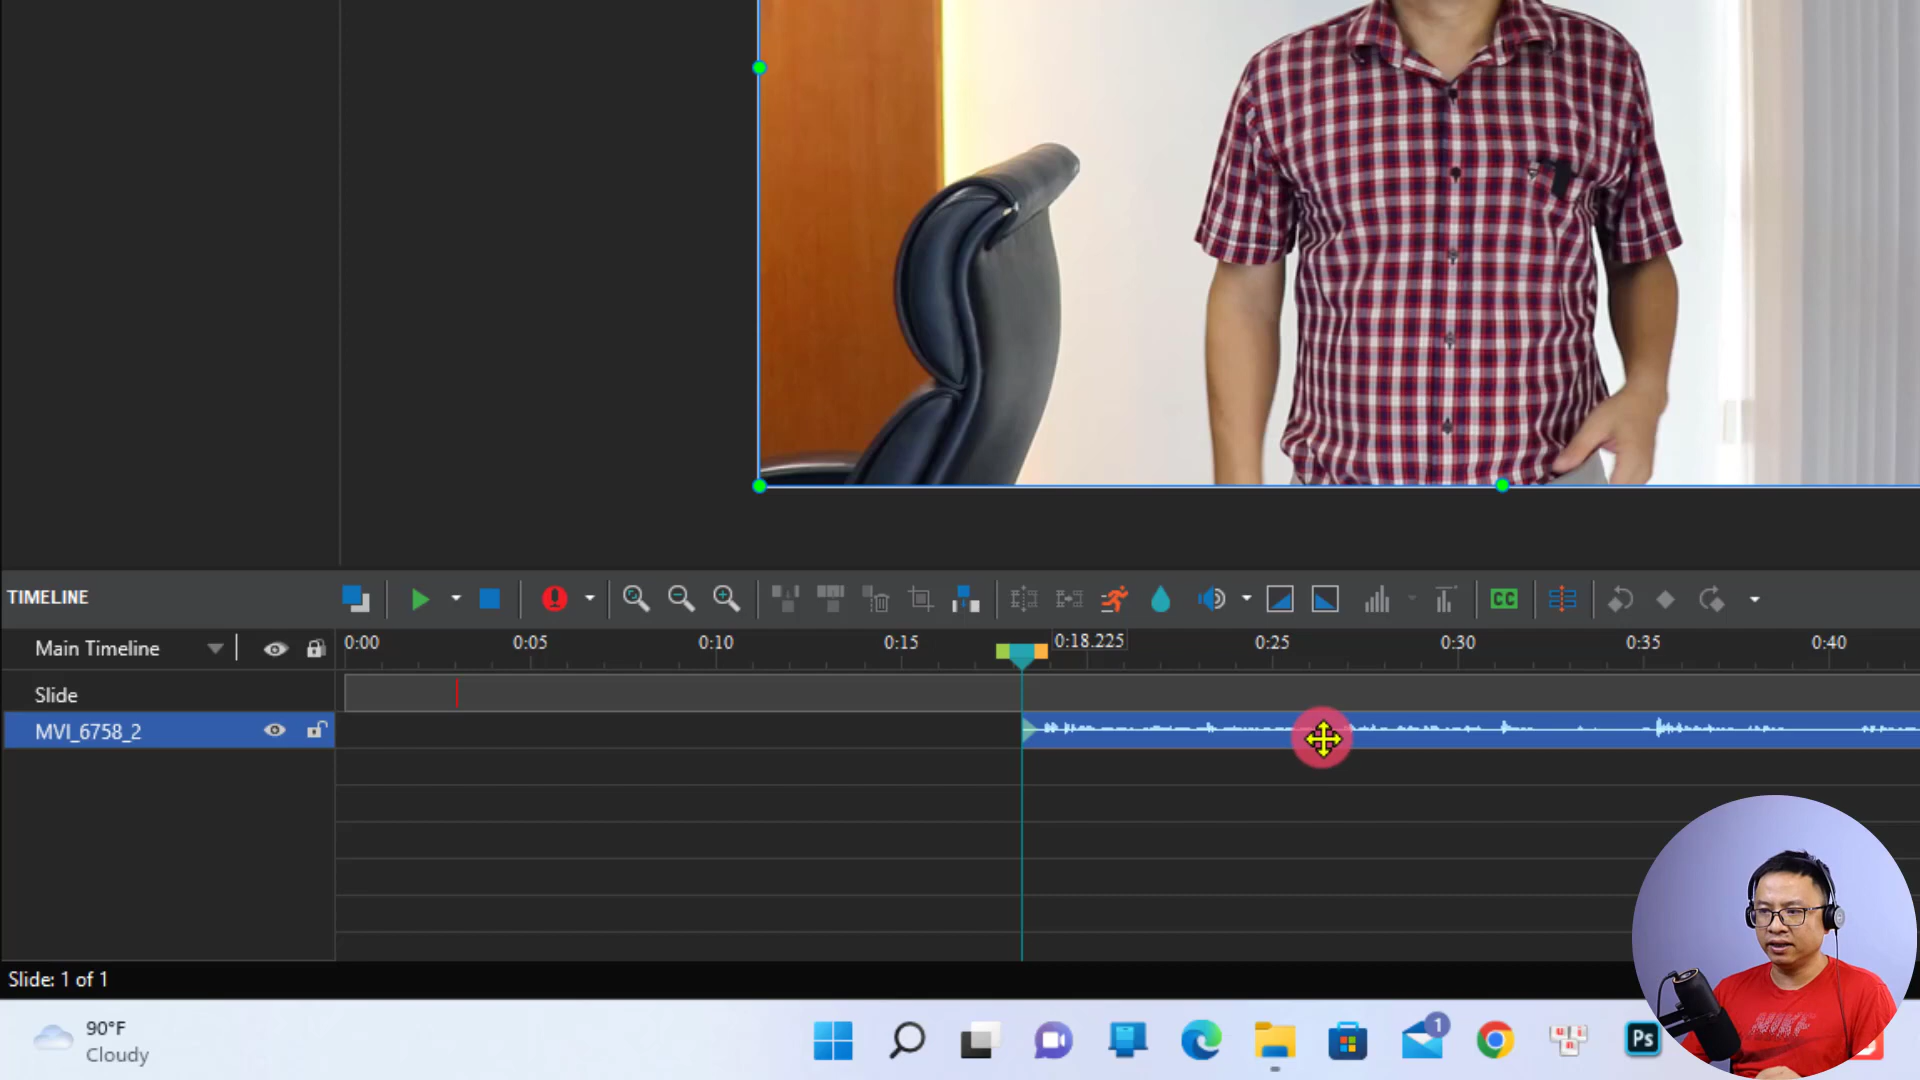 TIMELINE
CC
Main Timeline
0:00 0:05 0:10 0:15 0:18.225 0:25 0:30 0:35 0:40
Slide
MVI_6758_2
Slide: 1 of 1
90°F
Cloudy
1
Ps
NIKE